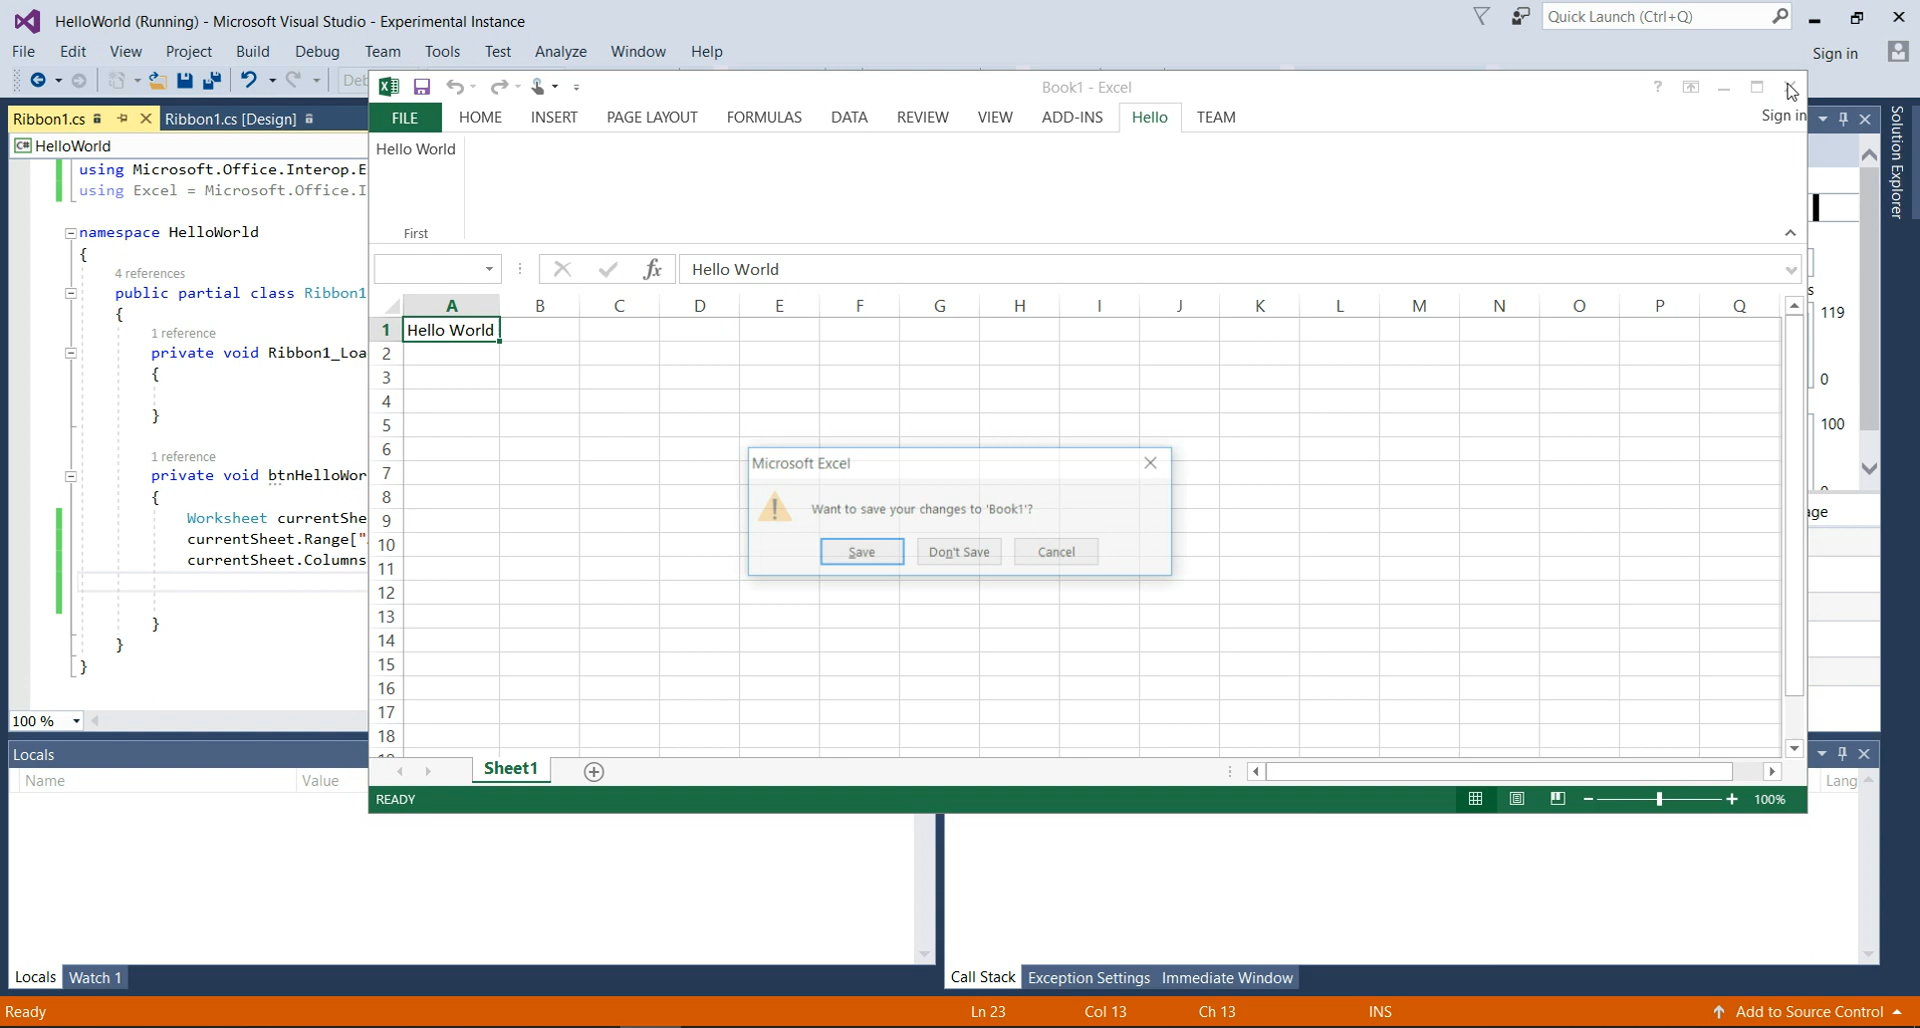 HelloWorld (Running) - Microsoft Visual Studio - Experimental Instance
Quick Launch (Ctrl+Q)
File Edit View Project Build Debug Team Tools Test Analyze Window Help
Sign in
Deb
Book1 - Excel
?
Ribbon1.cs
Ribbon1.cs [Design]
FILE HOME INSERT PAGE LAYOUT FORMULAS DATA REVIEW VIEW ADD-INS Hello TEAM
Sign in
Solution Explorer
C# HelloWorld
Hello World
First
using Microsoft.Office.Interop.E
using Excel = Microsoft.Office.I
namespace HelloWorld
{
4 references
public partial class Ribbon1
{
1 reference
private void Ribbon1_Loa
{
}
1 reference
private void btnHelloWor
{
Worksheet currentShe
currentSheet.Range["
currentSheet.Columns
}
}
}
100 %
fx Hello World
A B C D E F G H I J K L M N O P Q
1 Hello World
2
3
4
5
6
7
8
9
10
11
12
13
14
15
16
17
18
Microsoft Excel
Want to save your changes to 'Book1'?
Save Don't Save Cancel
s
119
0
100
age
Sheet1
READY
100%
Locals
Name Value
Lang
Locals Watch 1
Call Stack Exception Settings Immediate Window
Ready Ln 23 Col 13 Ch 13 INS Add to Source Control